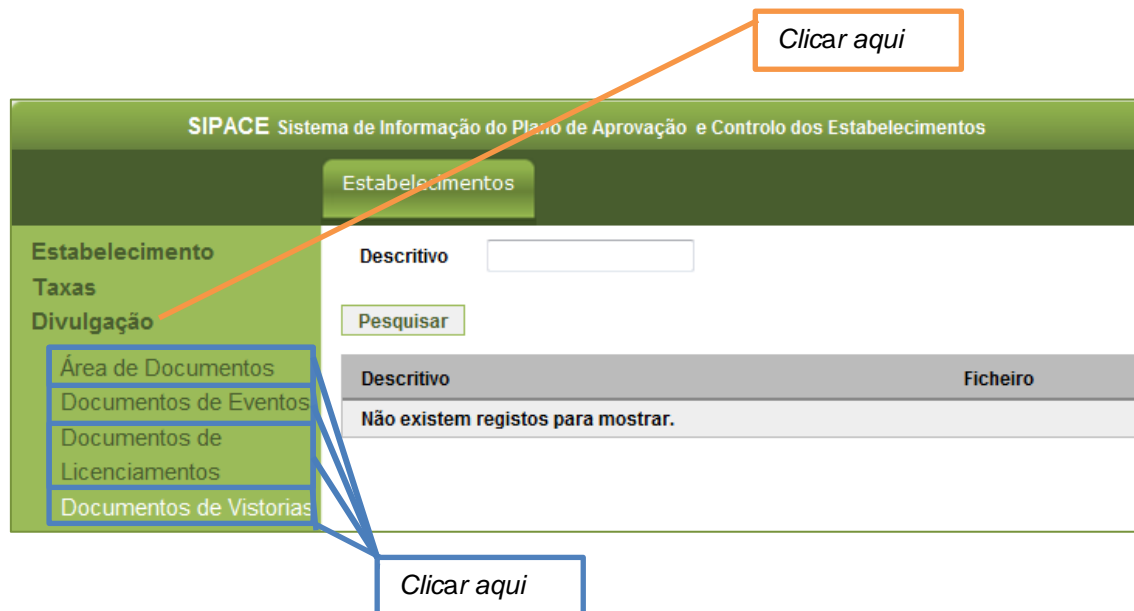 Clicar aqui
SIPACE Sistema de Informação do Plano de Aprovação e Controlo dos Estabelecimentos
Estabelecimentos
Estabelecimento
Taxas
Divulgação
Área de Documentos
Documentos de Eventos
Documentos de
Licenciamentos
Documentos de Vistorias
Descritivo
Pesquisar
Descritivo Ficheiro
Não existem registos para mostrar.
Clicar aqui